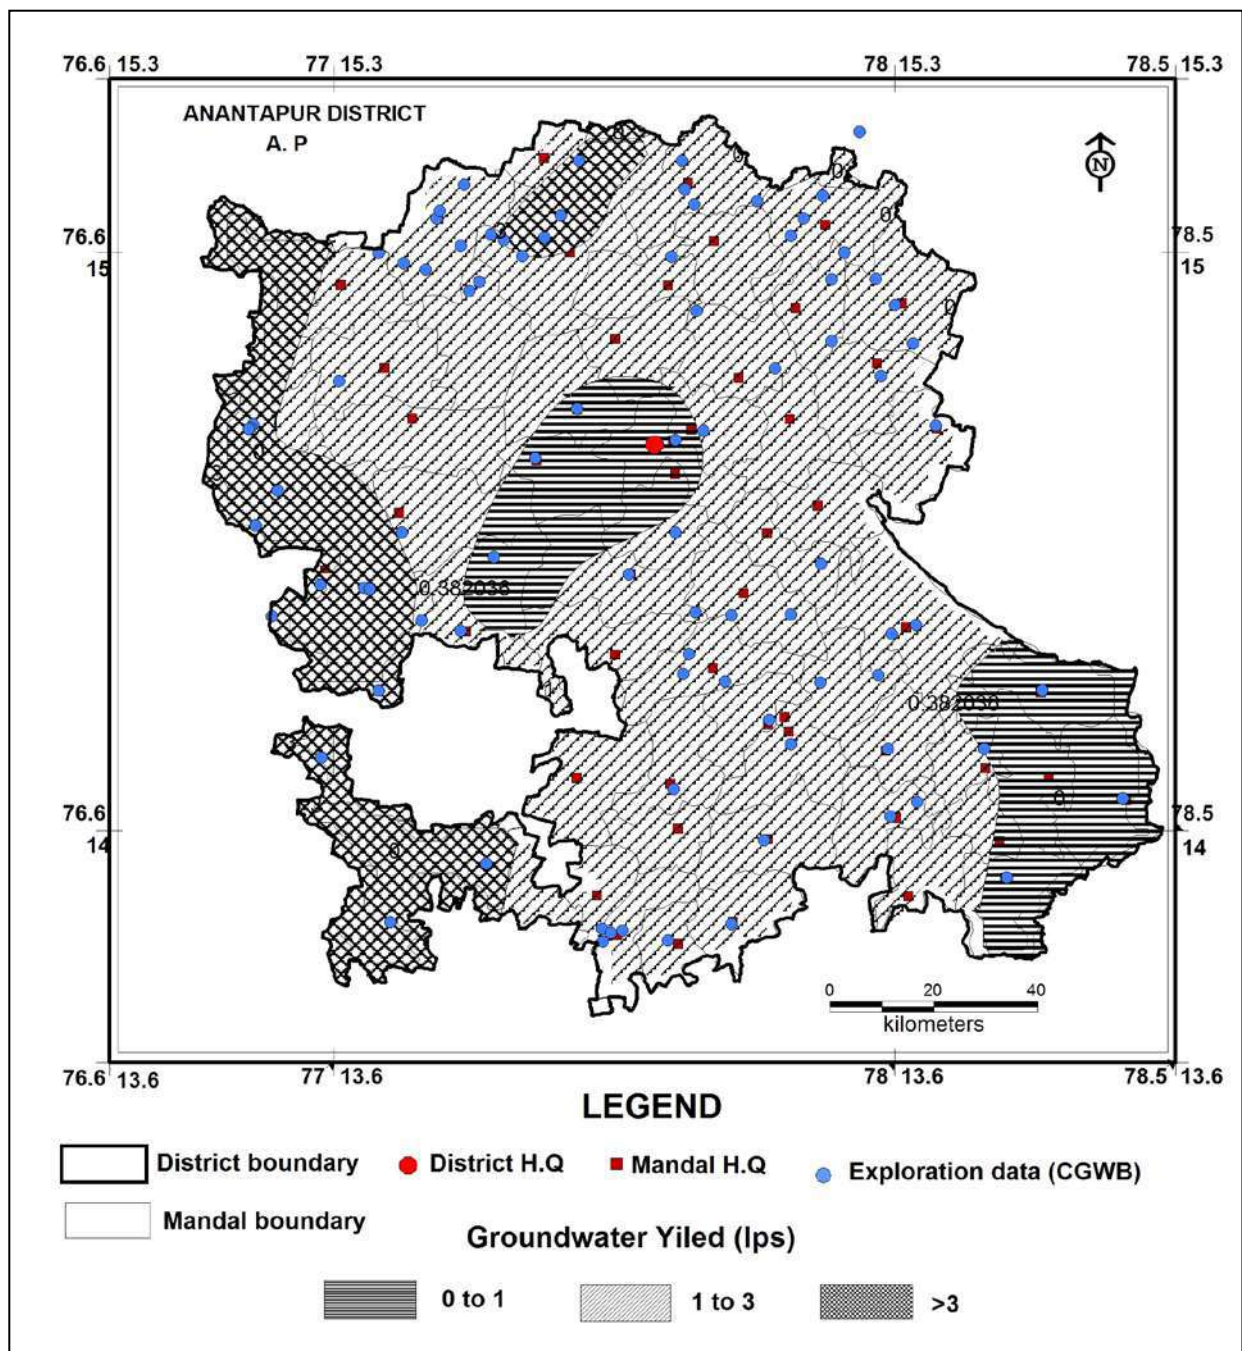 76.6 15.3 77 15.3 78 15.3 78.5 15.3
ANANTAPUR DISTRICT
A. P
N
0
0
0
0
76.6
15
78.5
15
3
0
3
0.382036
0.382036
0
76.6
14
78.5
14
0
0 20 40
kilometers
76.6 13.6 77 13.6 78 13.6 78.5 13.6
LEGEND
District boundary District H.Q Mandal H.Q Exploration data (CGWB)
Mandal boundary
Groundwater Yiled (lps)
0 to 1 1 to 3 >3